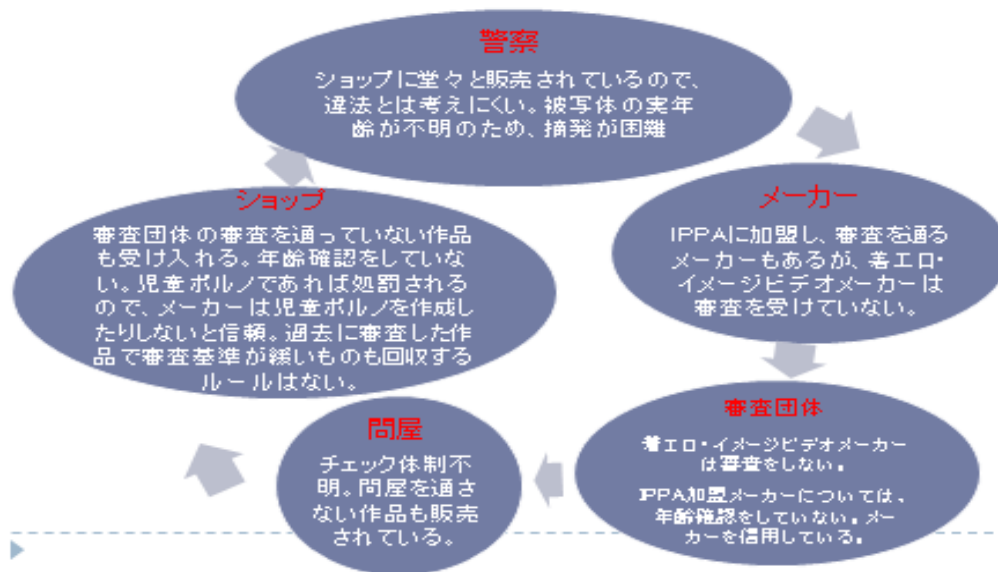 警察
ショップに堂々と販売されているので、
違法とは考えにくい。被写体の実年
齢が不明のため、摘発が困難
メーカー
IPPAに加盟し、審査を通る
メーカーもあるが、着エロ・
イメージビデオメーカーは
審査を受けていない。
審査団体
着エロ・イメージビデオメーカー
は審査をしない。
IPPA加盟メーカーについては、
年齢確認をしていない。メー
カーを信用している。
問屋
チェック体制不
明。問屋を通さ
ない作品も販売
されている。
ショップ
審査団体の審査を通っていない作品
も受け入れる。年齢確認をしていな
い。児童ポルノであれば処罰される
ので、メーカーは児童ポルノを作成し
たりしないと信頼。過去に審査した作
品で審査基準が緩いものも回収する
ルールはない。